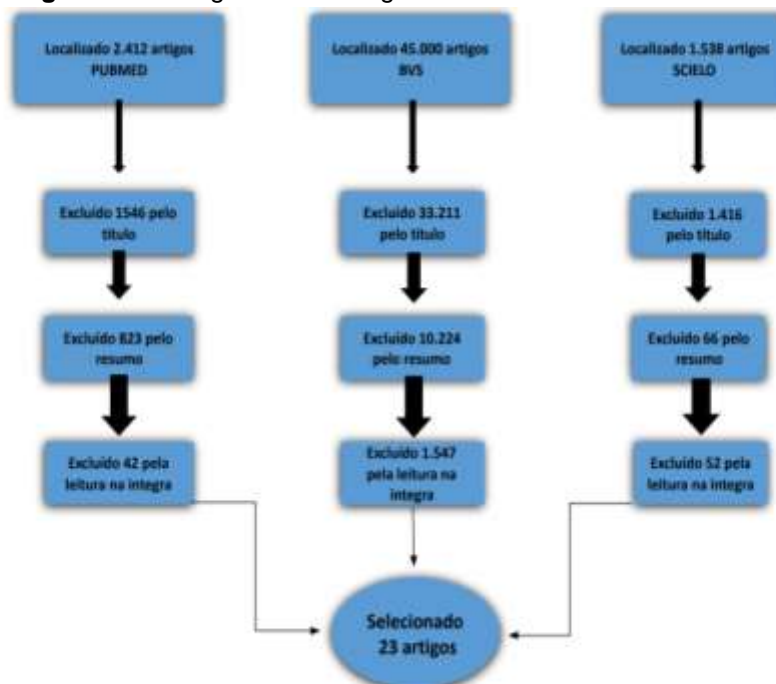 Localizado 2.412 artigos
PUBMED
Localizado 45.000 artigos
BVS
Localizado 1.538 artigos
SCIELO
Excluído 1546 pelo
título
Excluído 33.211
pelo título
Excluído 1.416
pelo título
Excluído 823 pelo
resumo
Excluído 10.224
pelo resumo
Excluído 66 pelo
resumo
Excluído 42 pela
leitura na integra
Excluído 1.547
pela leitura na
integra
Excluído 52 pela
leitura na integra
Selecionado
23 artigos